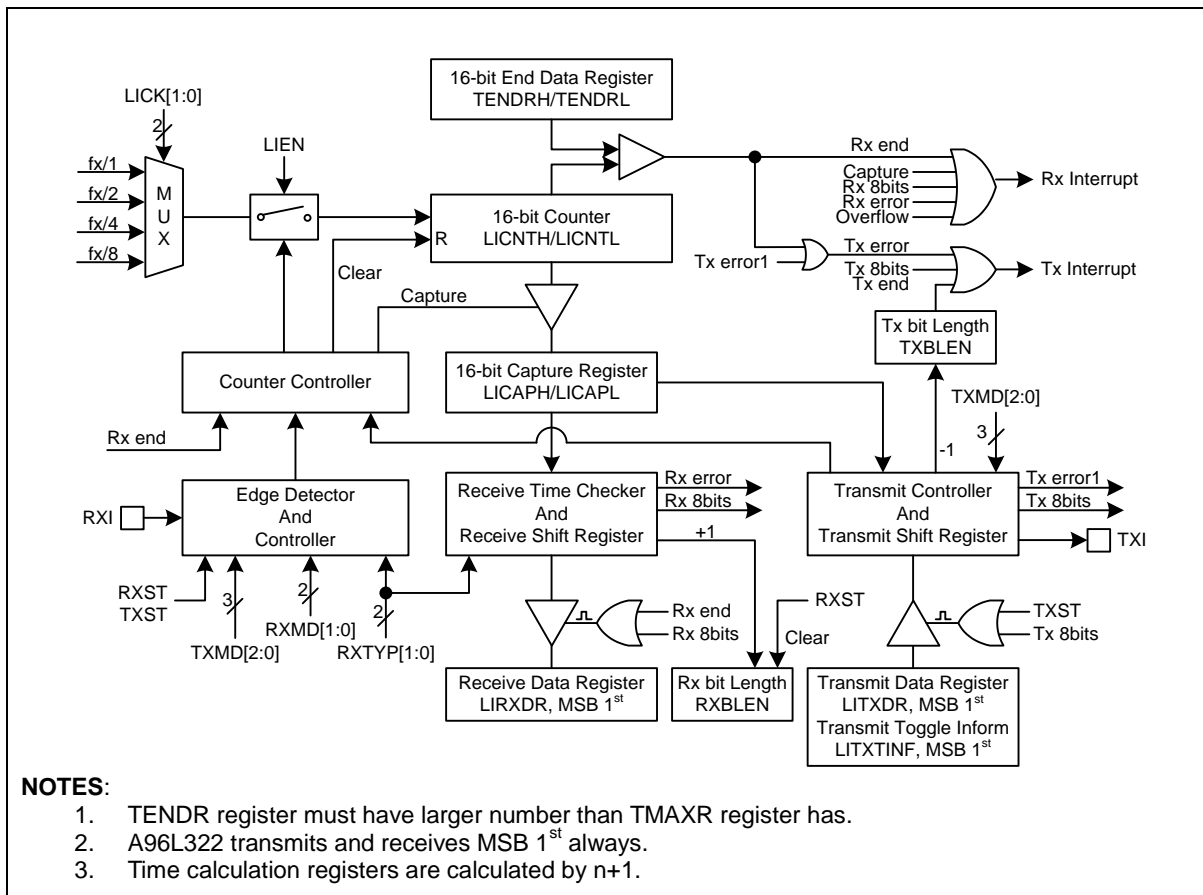 16-bit End Data Register
TENDRH/TENDRL
LICK[1:0]
2
fx/1
fx/2
fx/4
fx/8
M
U
X
LIEN
16-bit Counter
LICNTH/LICNTL
R
Clear
Capture
Rx end
Capture
Rx 8bits
Rx error
Overflow
Rx Interrupt
Tx error1
Tx error
Tx 8bits
Tx end
Tx Interrupt
Tx bit Length
TXBLEN
Counter Controller
16-bit Capture Register
LICAPH/LICAPL
TXMD[2:0]
3
-1
Rx end
RXI
Edge Detector
And
Controller
Receive Time Checker
And
Receive Shift Register
Rx error
Rx 8bits
+1
Transmit Controller
And
Transmit Shift Register
Tx error1
Tx 8bits
TXI
RXST
TXST
3
TXMD[2:0]
2
RXMD[1:0]
2
RXTYP[1:0]
Rx end
Rx 8bits
RXST
Clear
TXST
Tx 8bits
Receive Data Register
LIRXDR, MSB 1st
Rx bit Length
RXBLEN
Transmit Data Register
LITXDR, MSB 1st
Transmit Toggle Inform
LITXTINF, MSB 1st
NOTES:
1. TENDR register must have larger number than TMAXR register has.
2. A96L322 transmits and receives MSB 1st always.
3. Time calculation registers are calculated by n+1.